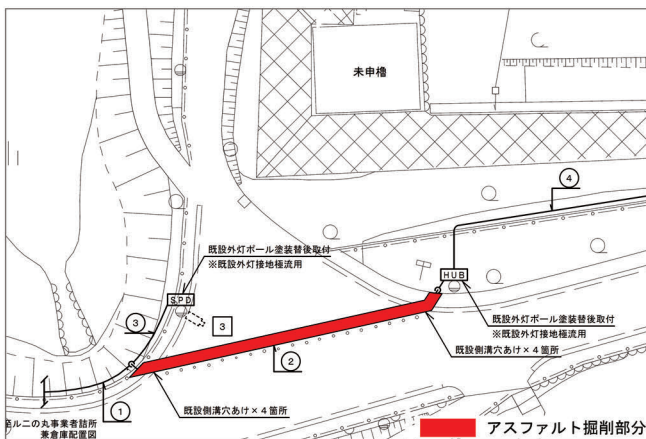 未申櫓
④
既設外灯ポール塗装替後取付
※既設外灯接地極流用
HUB
SPD
③
3
既設外灯ポール塗装替後取付
※既設外灯接地極流用
②
既設側溝穴あけ×4箇所
①
既設側溝穴あけ×4箇所
至ル二の丸事業者詰所
兼倉庫配置図
アスファルト掘削部分